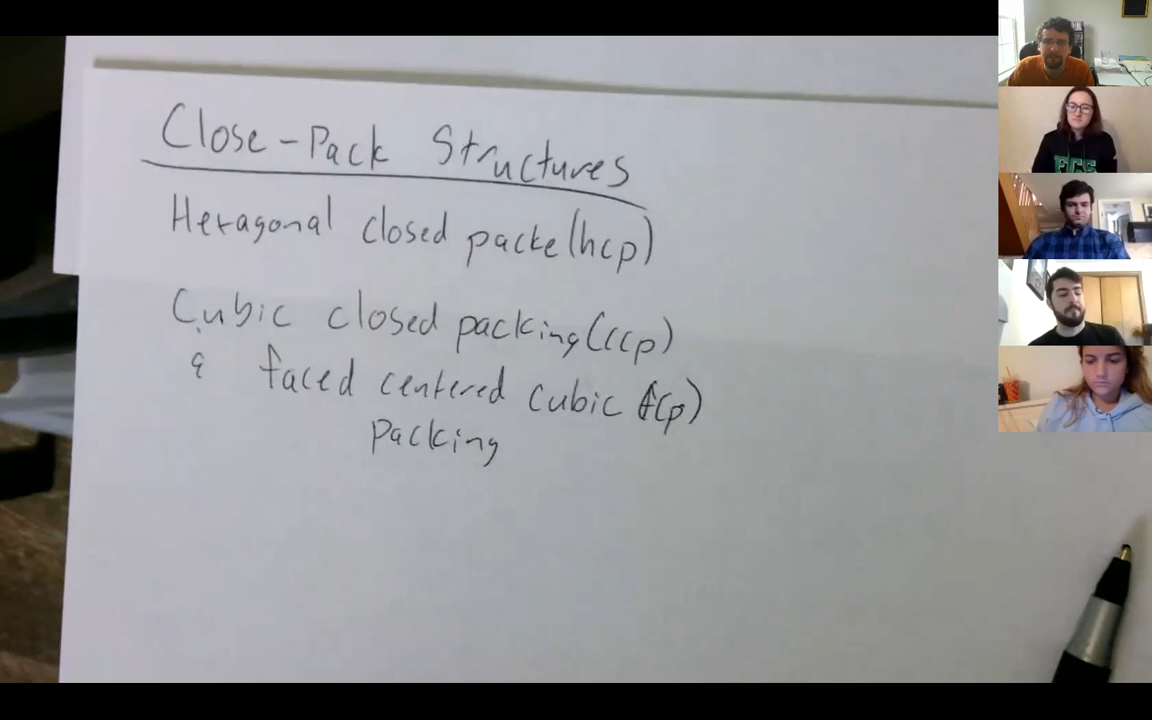 Close-Pack Structures
Hexagonal closed packe(hcp)
Cubic closed packing(ccp)
& faced centered cubic fcp)
packing